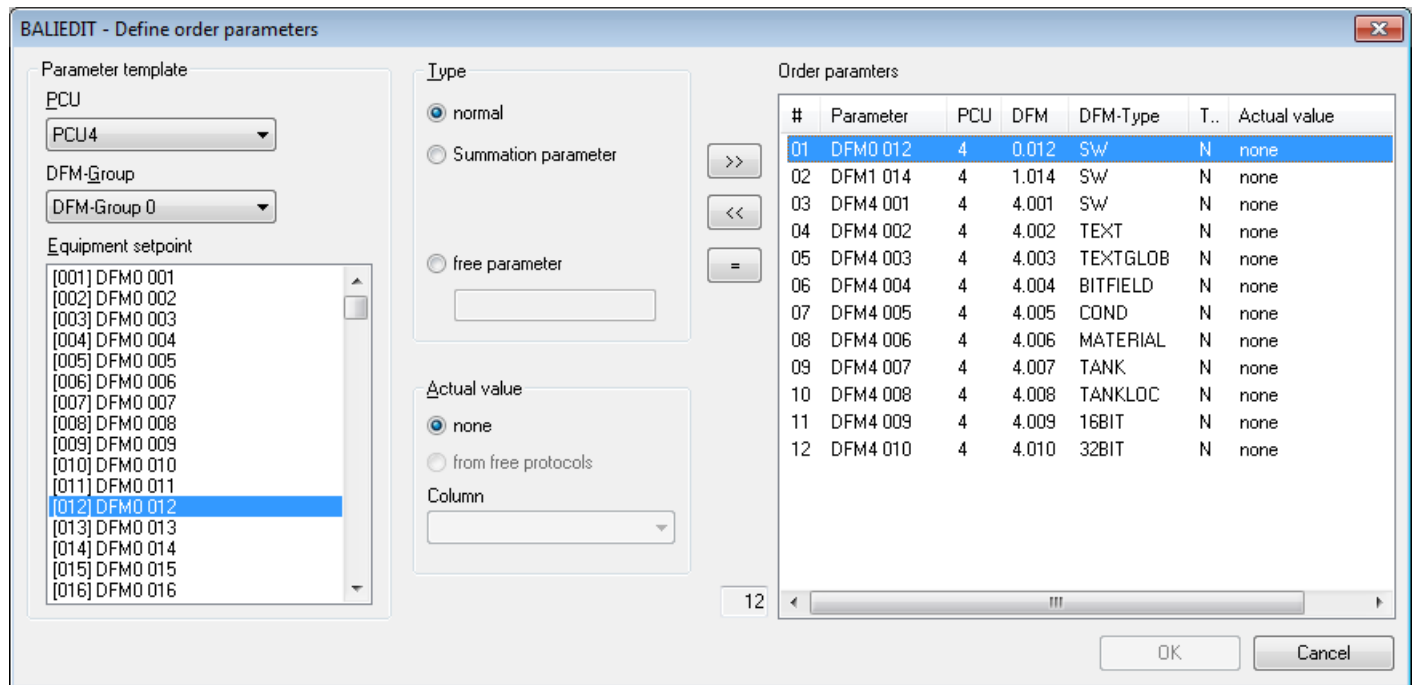 BALIEDIT - Define order parameters
Parameter template
PCU
PCU4
DFM-Group
DFM-Group 0
Equipment setpoint
[001] DFM0 001
[002] DFM0 002
[003] DFM0 003
[004] DFM0 004
[005] DFM0 005
[006] DFM0 006
[007] DFM0 007
[008] DFM0 008
[009] DFM0 009
[010] DFM0 010
[011] DFM0 011
[012] DFM0 012
[013] DFM0 013
[014] DFM0 014
[015] DFM0 015
[016] DFM0 016
Type
normal
Summation parameter
free parameter
Actual value
none
from free protocols
Column
>>
<<
=
12
Order paramters
# Parameter PCU DFM DFM-Type T.. Actual value
01 DFM0 012 4 0.012 SW N none
02 DFM1 014 4 1.014 SW N none
03 DFM4 001 4 4.001 SW N none
04 DFM4 002 4 4.002 TEXT N none
05 DFM4 003 4 4.003 TEXTGLOB N none
06 DFM4 004 4 4.004 BITFIELD N none
07 DFM4 005 4 4.005 COND N none
08 DFM4 006 4 4.006 MATERIAL N none
09 DFM4 007 4 4.007 TANK N none
10 DFM4 008 4 4.008 TANKLOC N none
11 DFM4 009 4 4.009 16BIT N none
12 DFM4 010 4 4.010 32BIT N none
OK
Cancel